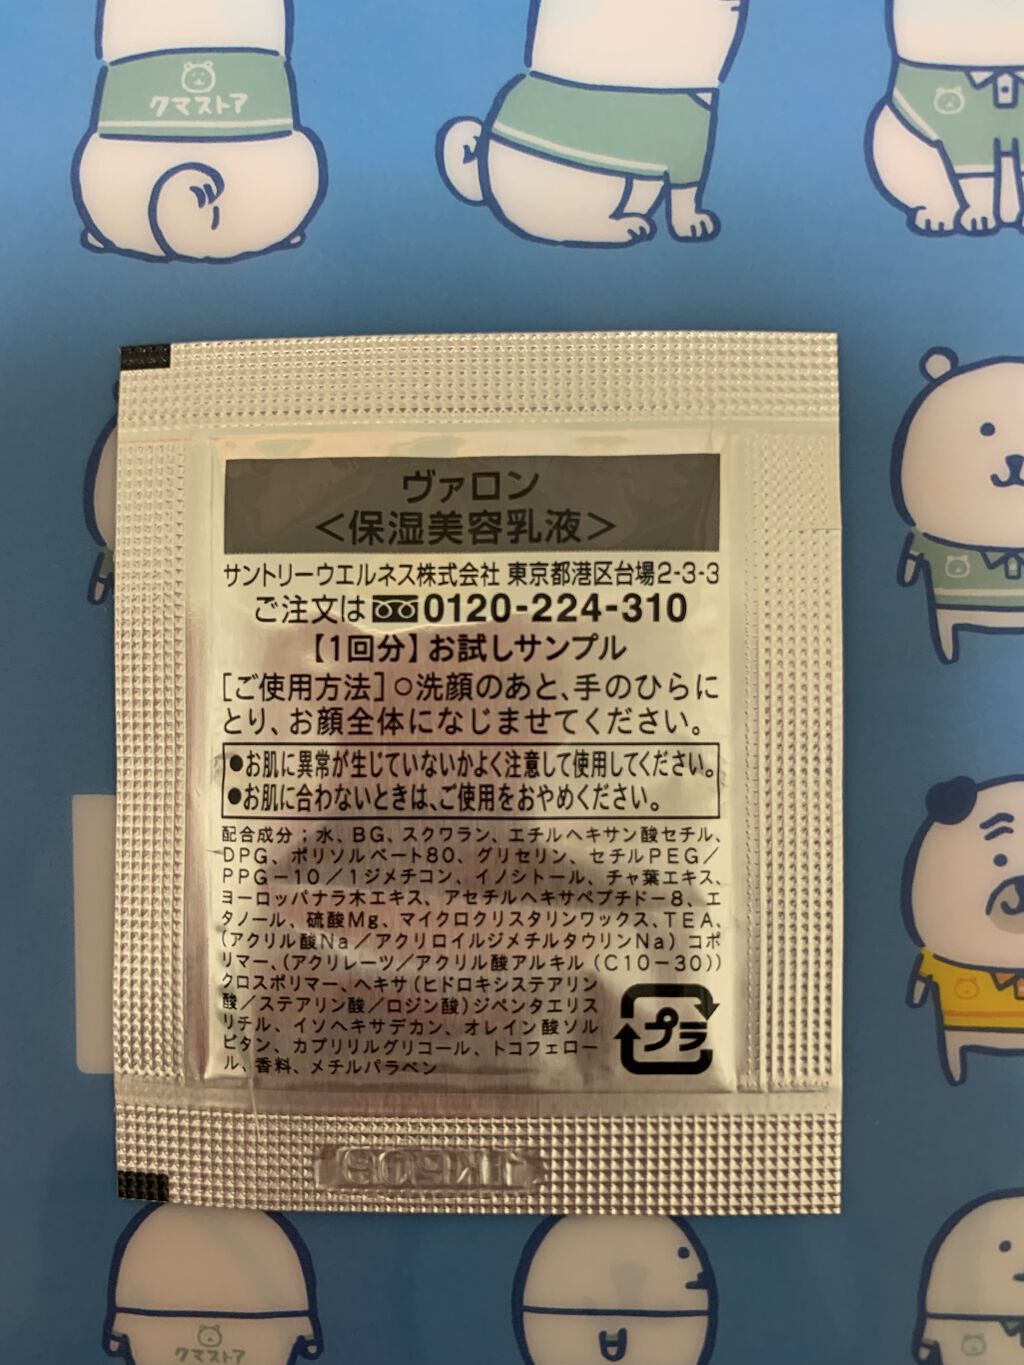 クマストア
ヴァロン
＜保湿美容乳液＞
サントリーウエルネス株式会社 東京都港区台場2-3-3
ご注文は 0120-224-310
【1回分】お試しサンプル
[ご使用方法]○洗顔のあと、手のひらに
とり、お顔全体になじませてください。
●お肌に異常が生じていないかよく注意して使用してください。
●お肌に合わないときは、ご使用をおやめください。
配合成分；水、BG、スクワラン、エチルヘキサン酸セチル、
DPG、ポリソルベート80、グリセリン、セチルPEG／
PPG－10／1ジメチコン、イノシトール、チャ葉エキス、
ヨーロッパナラ木エキス、アセチルヘキサペプチド－8、エ
タノール、硫酸Mg、マイクロクリスタリンワックス、TEA、
（アクリル酸Na／アクリロイルジメチルタウリンNa）コポ
リマー、（アクリレーツ／アクリル酸アルキル（C10－30））
クロスポリマー、ヘキサ（ヒドロキシステアリン
酸／ステアリン酸／ロジン酸）ジペンタエリス
リチル、イソヘキサデカン、オレイン酸ソル
ビタン、カプリリルグリコール、トコフェロー
ル、香料、メチルパラベン
プラ
クマストア